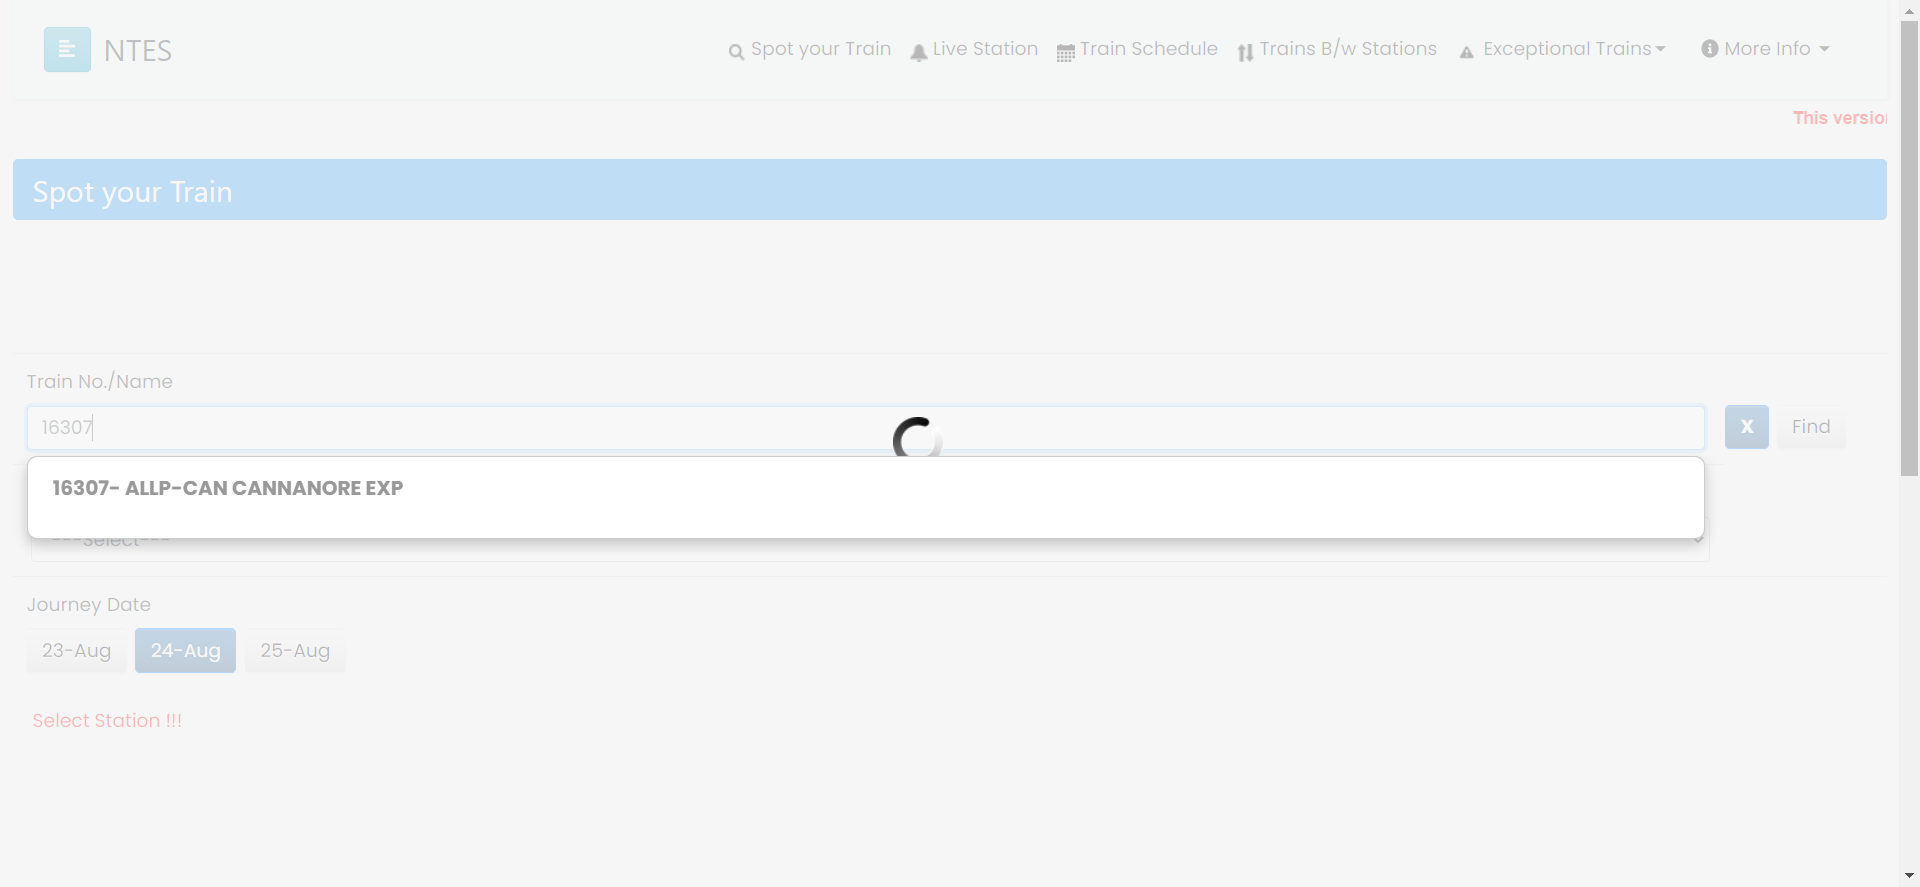 NTES
Spot your Train Live Station Train Schedule Trains B/w Stations Exceptional Trains More Info
This version
Spot your Train
Train No./Name
16307
X Find
16307- ALLP-CAN CANNANORE EXP
---Select---
Journey Date
23-Aug 24-Aug 25-Aug
Select Station !!!